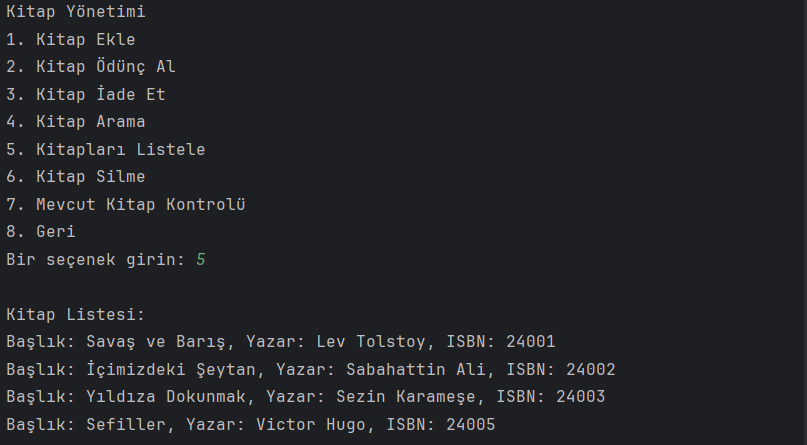 Kitap Yönetimi
1. Kitap Ekle
2. Kitap Ödünç Al
3. Kitap İade Et
4. Kitap Arama
5. Kitapları Listele
6. Kitap Silme
7. Mevcut Kitap Kontrolü
8. Geri
Bir seçenek girin: 5
Kitap Listesi:
Başlık: Savaş ve Barış, Yazar: Lev Tolstoy, ISBN: 24001
Başlık: İçimizdeki Şeytan, Yazar: Sabahattin Ali, ISBN: 24002
Başlık: Yıldıza Dokunmak, Yazar: Sezin Karameşe, ISBN: 24003
Başlık: Sefiller, Yazar: Victor Hugo, ISBN: 24005